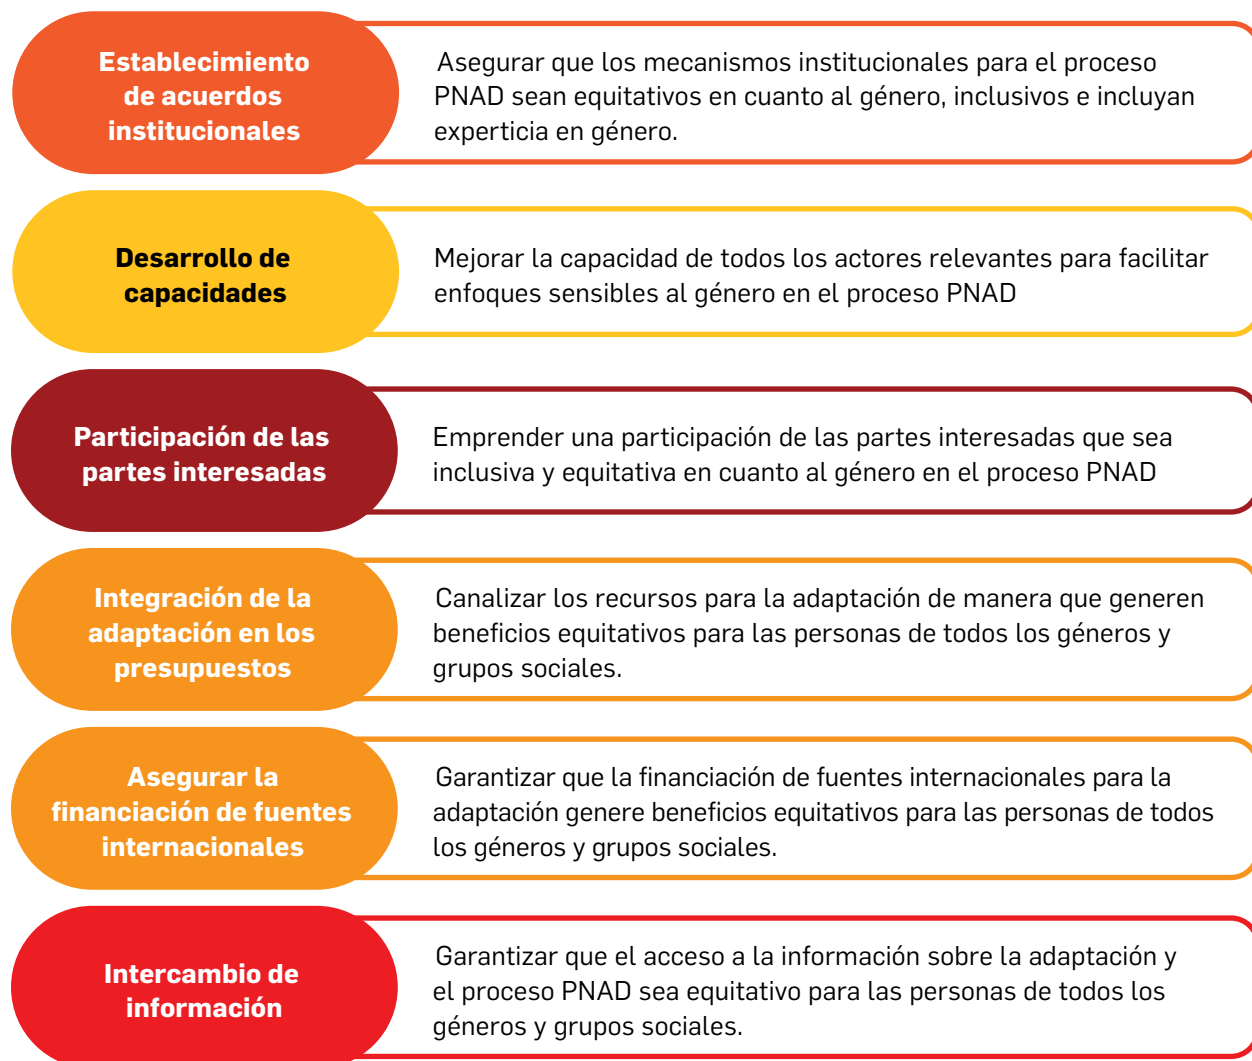 Establecimiento
de acuerdos
institucionales
Asegurar que los mecanismos institucionales para el proceso
PNAD sean equitativos en cuanto al género, inclusivos e incluyan
experticia en género.
Desarrollo de
capacidades
Mejorar la capacidad de todos los actores relevantes para facilitar
enfoques sensibles al género en el proceso PNAD
Participación de las
partes interesadas
Emprender una participación de las partes interesadas que sea
inclusiva y equitativa en cuanto al género en el proceso PNAD
Integración de la
adaptación en los
presupuestos
Canalizar los recursos para la adaptación de manera que generen
beneficios equitativos para las personas de todos los géneros y
grupos sociales.
Asegurar la
financiación de fuentes
internacionales
Garantizar que la financiación de fuentes internacionales para la
adaptación genere beneficios equitativos para las personas de todos
los géneros y grupos sociales.
Intercambio de
información
Garantizar que el acceso a la información sobre la adaptación y
el proceso PNAD sea equitativo para las personas de todos los
géneros y grupos sociales.